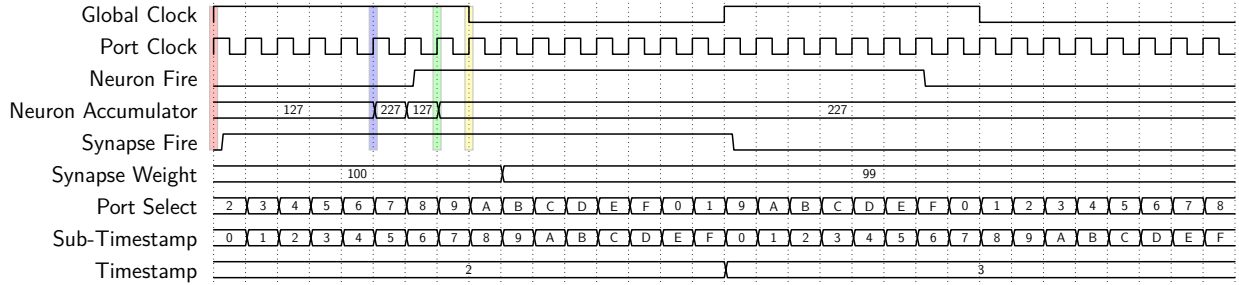 Global Clock
Port Clock
Neuron Fire
Neuron Accumulator 127 227 127 227
Synapse Fire
Synapse Weight 100 99
Port Select 2 3 4 5 6 7 8 9 A B C D E F 0 1 9 A B C D E F 0 1 2 3 4 5 6 7 8
Sub-Timestamp 0 1 2 3 4 5 6 7 8 9 A B C D E F 0 1 2 3 4 5 6 7 8 9 A B C D E F
Timestamp 2 3